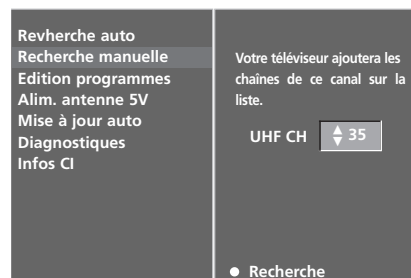 Revherche auto
Recherche manuelle
Edition programmes
Alim. antenne 5V
Mise à jour auto
Diagnostiques
Infos CI
Votre téléviseur ajoutera les
chaînes de ce canal sur la
liste.
UHF CH 35
Recherche